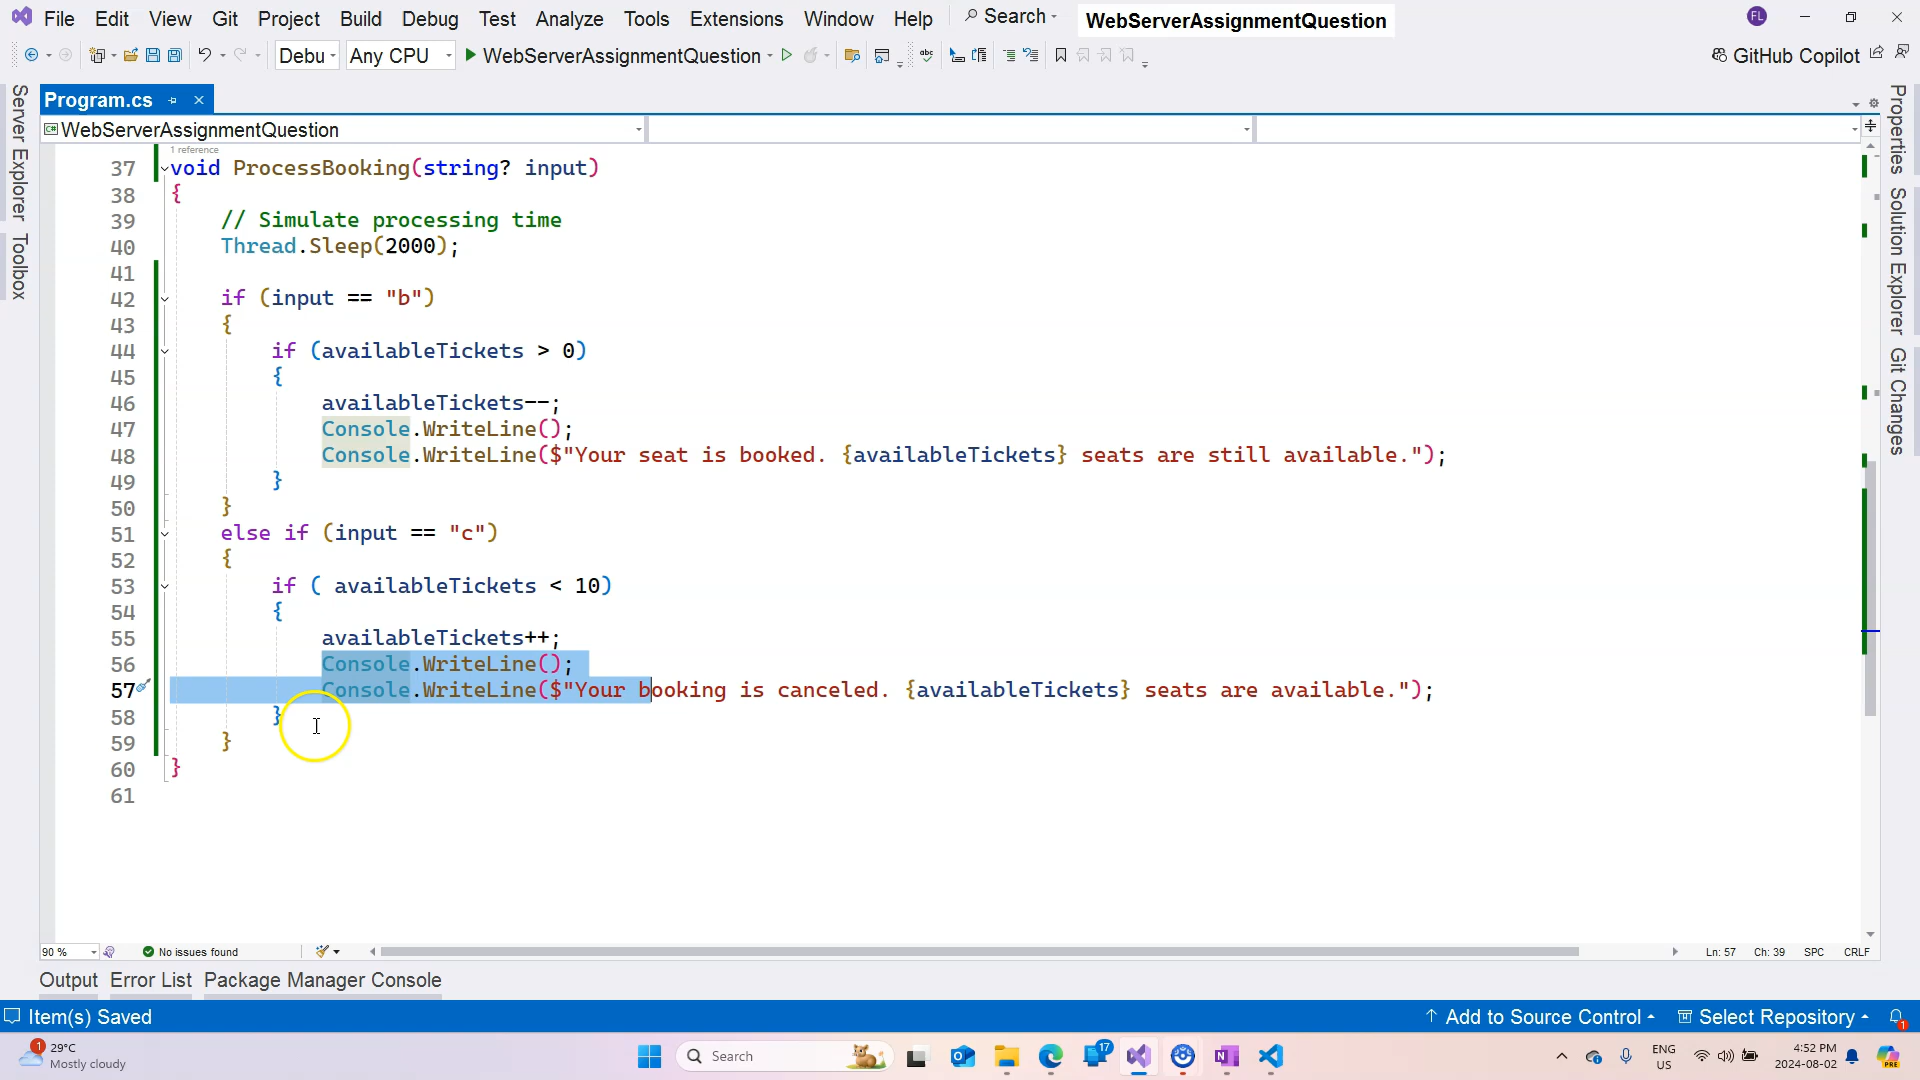 File Edit View Git Project Build Debug Test Analyze Tools Extensions Window Help Search WebServerAssignmentQuestion FL
Debu Any CPU WebServerAssignmentQuestion abc GitHub Copilot
Program.cs
C# WebServerAssignmentQuestion
1 reference
37 void ProcessBooking(string? input)
38 {
39 // Simulate processing time
40 Thread.Sleep(2000);
41
42 if (input == "b")
43 {
44 if (availableTickets > 0)
45 {
46 availableTickets--;
47 Console.WriteLine();
48 Console.WriteLine($"Your seat is booked. {availableTickets} seats are still available.");
49 }
50 }
51 else if (input == "c")
52 {
53 if ( availableTickets < 10)
54 {
55 availableTickets++;
56 Console.WriteLine();
57 Console.WriteLine($"Your booking is canceled. {availableTickets} seats are available.");
58 }
59 }
60 }
61
Server Explorer
Toolbox
Properties
Solution Explorer
Git Changes
90 % No issues found Ln: 57 Ch: 39 SPC CRLF
Output Error List Package Manager Console
Item(s) Saved Add to Source Control Select Repository 1
1 29°C
Mostly cloudy
Search
17
ENG
US
4:52 PM
2024-08-02
PRE